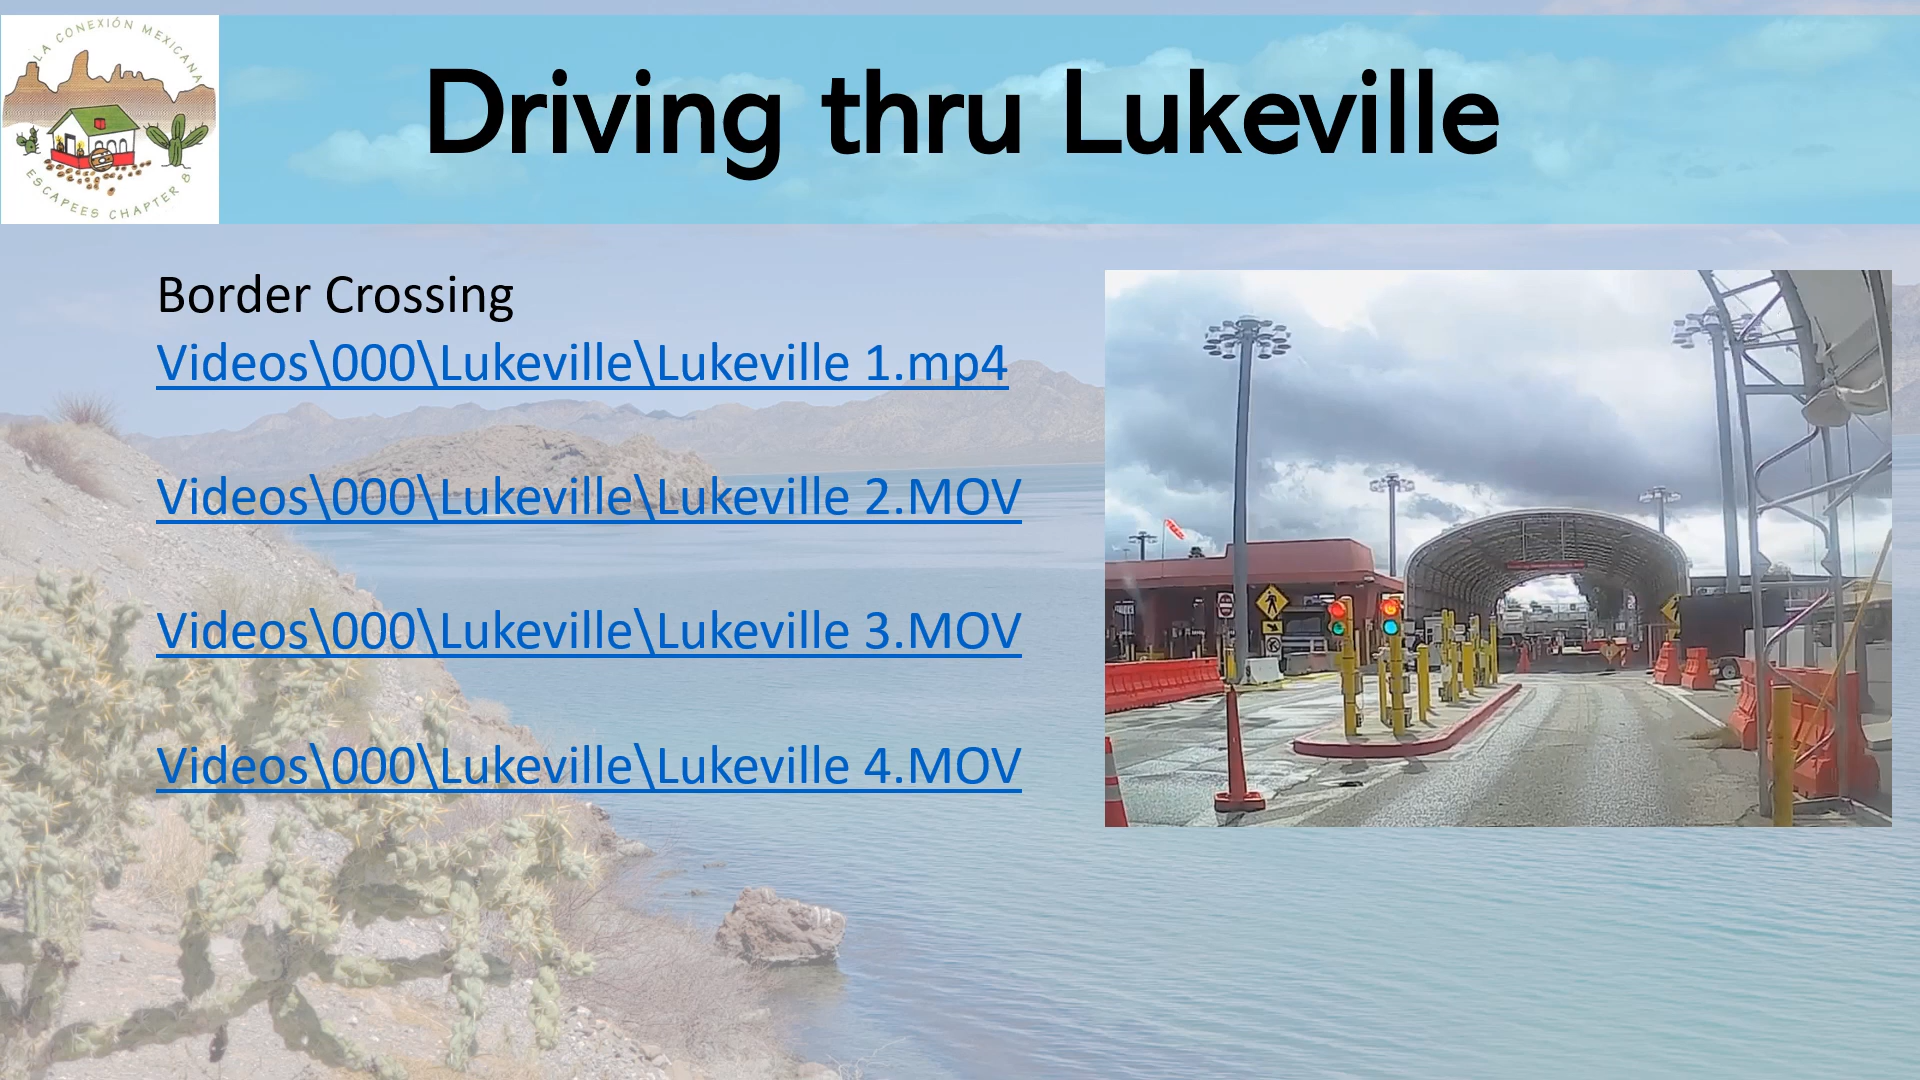 LA CONEXIÓN MEXICANA
ESCAPEES CHAPTER 8
Driving thru Lukeville
Border Crossing
Videos\000\Lukeville\Lukeville 1.mp4
Videos\000\Lukeville\Lukeville 2.MOV
Videos\000\Lukeville\Lukeville 3.MOV
Videos\000\Lukeville\Lukeville 4.MOV